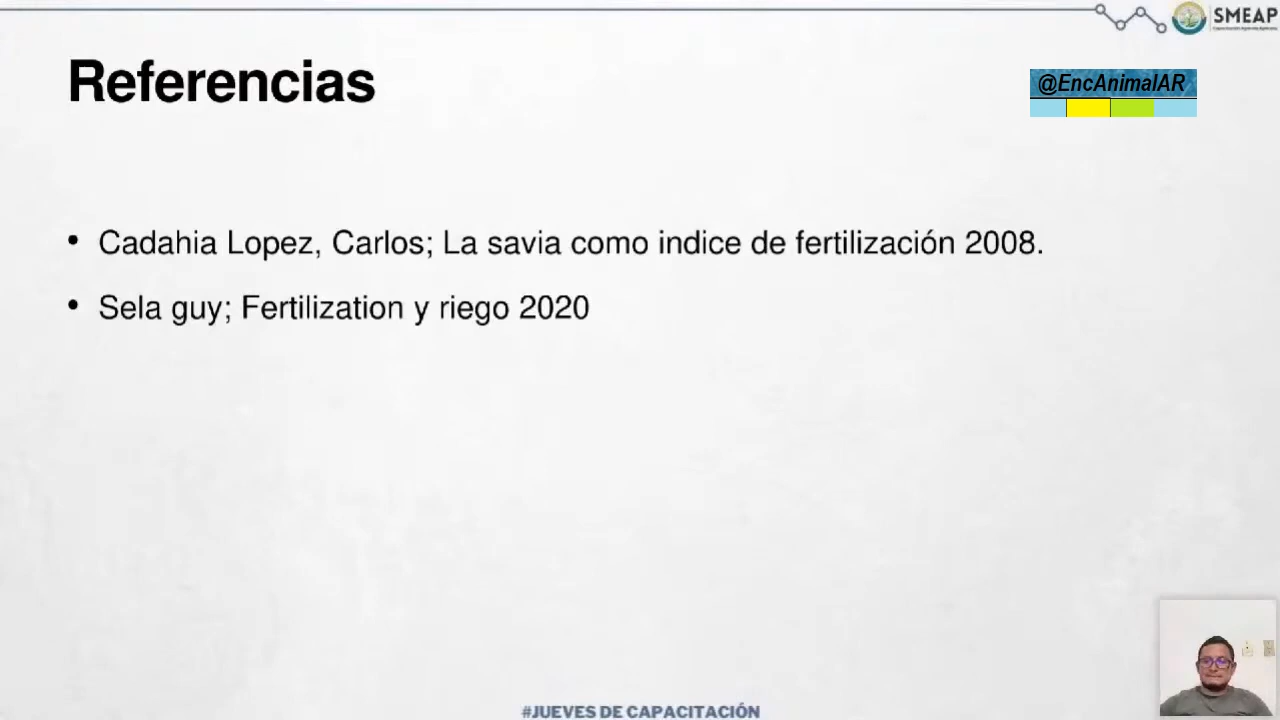 SMEAP
Referencias
@EncAnimalAR
• Cadahia Lopez, Carlos; La savia como indice de fertilización 2008.
• Sela guy; Fertilization y riego 2020
#JUEVES DE CAPACITACIÓN